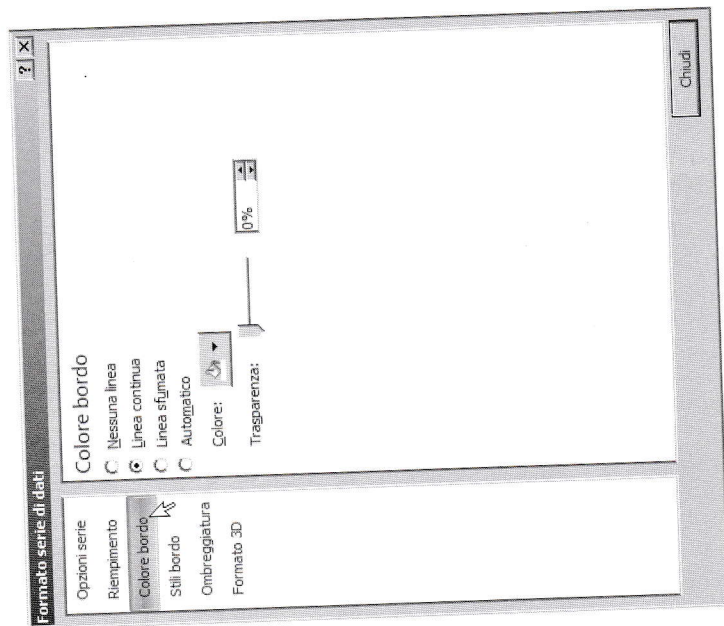 Formato serie di dati
Opzioni serie
Riempimento
Colore bordo
Stili bordo
Ombreggiatura
Formato 3D
Colore bordo
Nessuna linea
Linea continua
Linea sfumata
Automatico
Colore:
Trasparenza:
0%
Chiudi